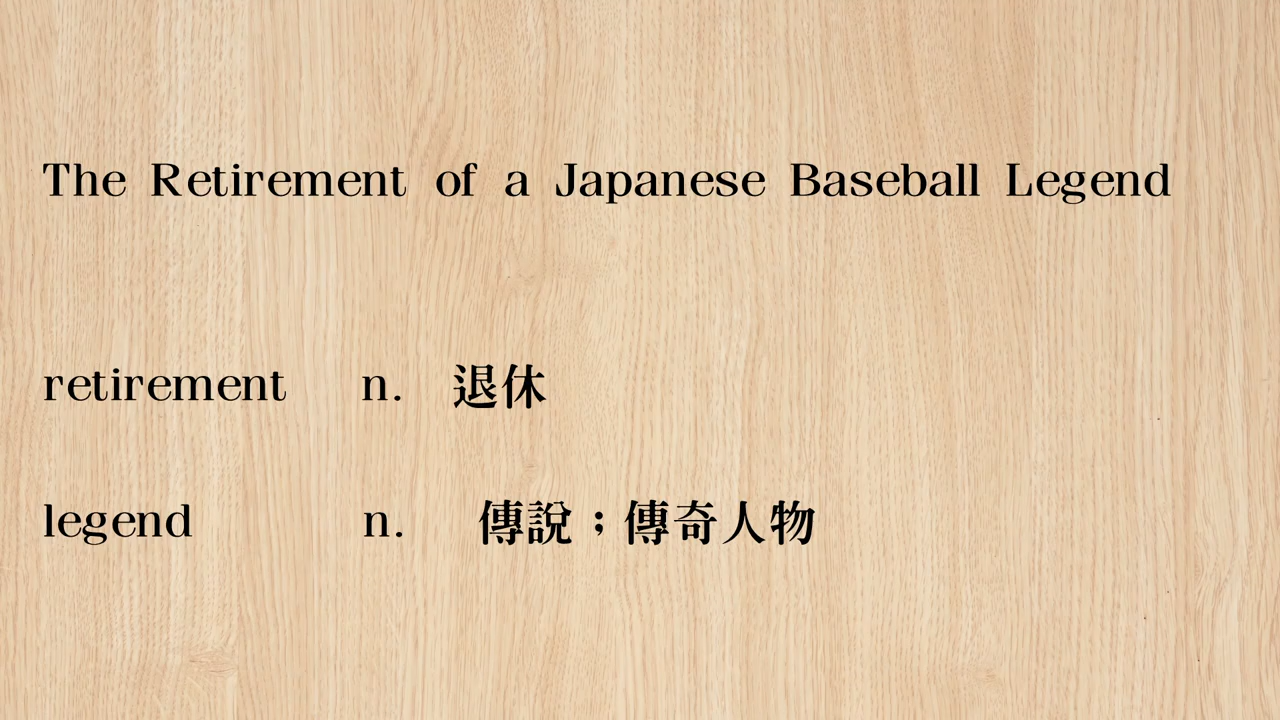 The Retirement of a Japanese Baseball Legend
retirement n. 退休
legend n. 傳說；傳奇人物